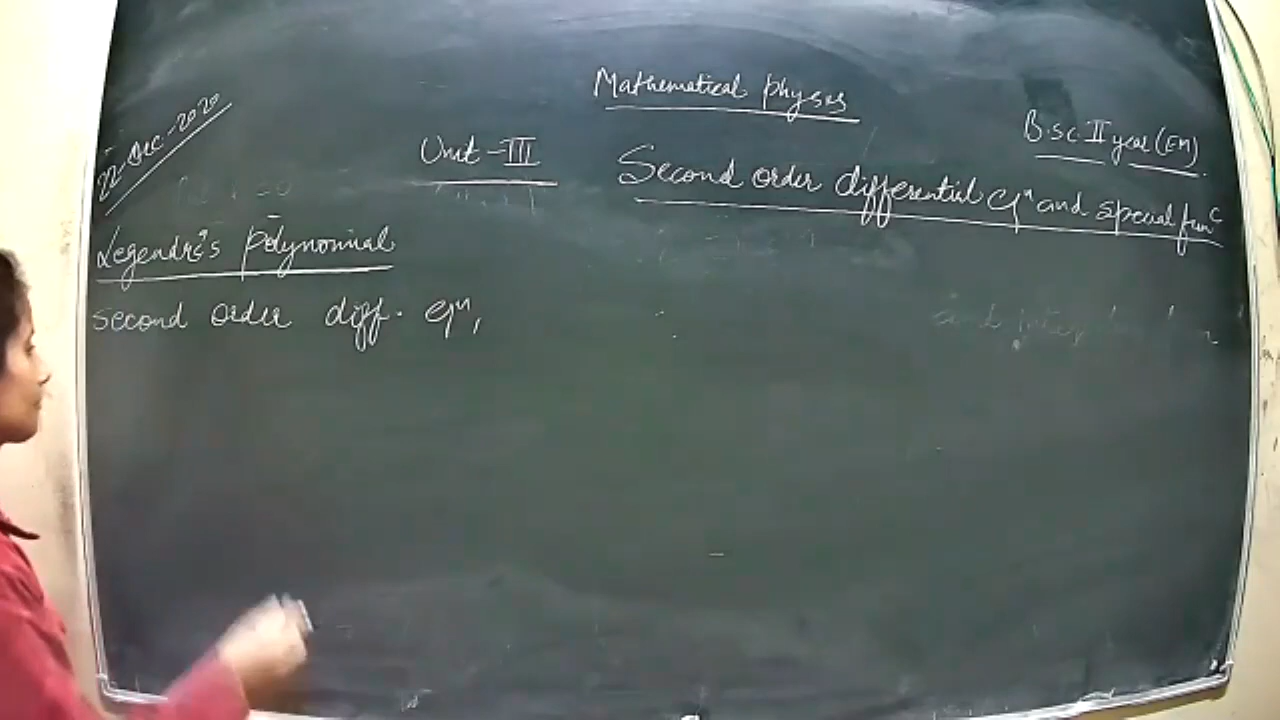 Mathematical physics
22-Dec-2020
B.Sc. II year (EM)
Unit-III
Second order differential eqⁿ and special funᶜ
Legendre's polynomial
second order diff. eqⁿ,